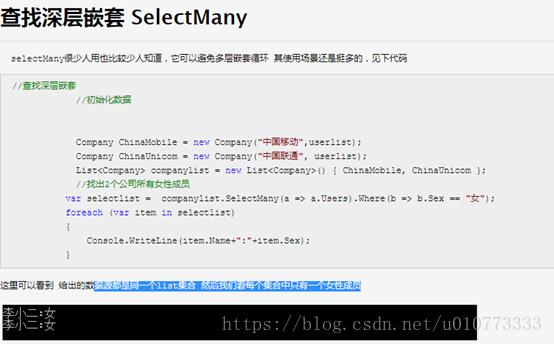 查找深层嵌套 SelectMany
selectMany很少人用也比较少人知道，它可以避免多层嵌套循环 其使用场景还是挺多的，见下代码
//查找深层嵌套
//初始化数据
Company ChinaMobile = new Company("中国移动",userlist);
Company ChinaUnicom = new Company("中国联通", userlist);
List<Company> companylist = new List<Company>() { ChinaMobile, ChinaUnicom };
//找出2个公司所有女性成员
var selectlist =  companylist.SelectMany(a => a.Users).Where(b => b.Sex == "女");
foreach (var item in selectlist)
{
Console.WriteLine(item.Name+":"+item.Sex);
}
这里可以看到 给出的数据源都是同一个list集合 然后我们看每个集合中只有一个女性成员
李小二:女
李小二:女
https://blog.csdn.net/u010773333